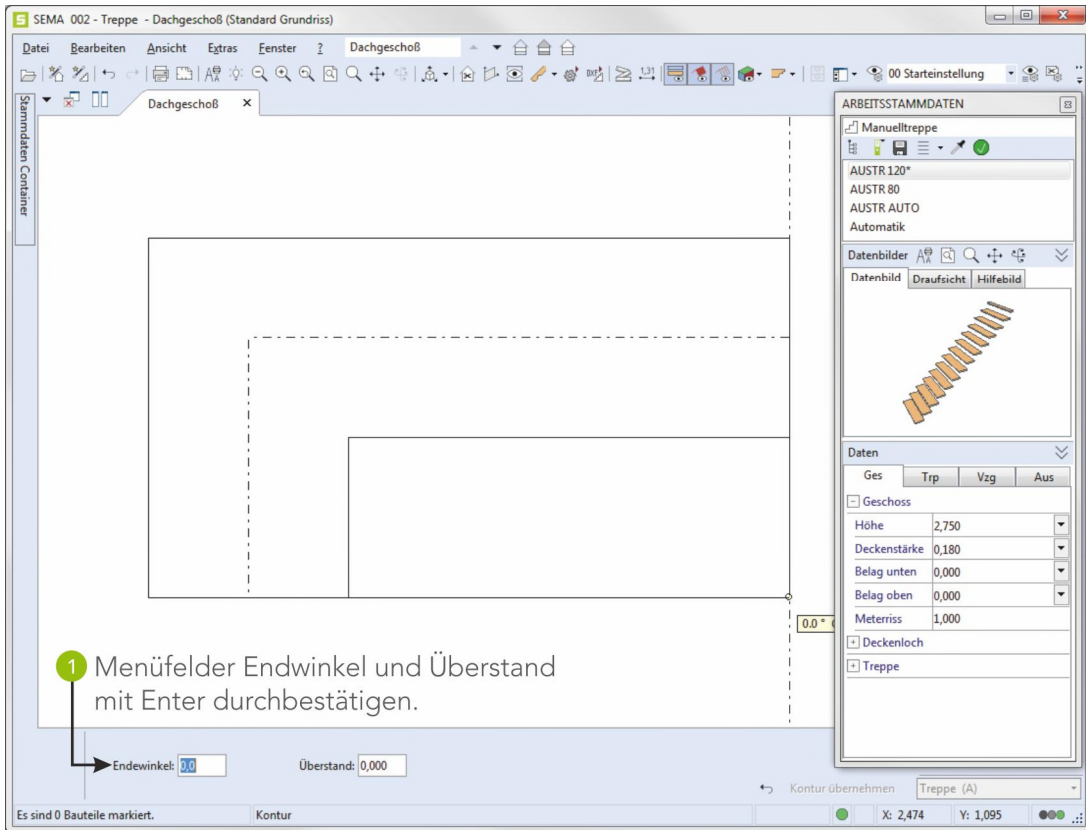 S SEMA 002 - Treppe - Dachgeschoß (Standard Grundriss)
Datei Bearbeiten Ansicht Extras Fenster ? Dachgeschoß
00 Starteinstellung
Stammdaten Container
Dachgeschoß X
ARBEITSSTAMMDATEN
Manuelltreppe
AUSTR 120*
AUSTR 80
AUSTR AUTO
Automatik
Datenbilder
Datenbild Draufsicht Hilfebild
Daten
Ges Trp Vzg Aus
Geschoss
Höhe 2,750
Deckenstärke 0,180
Belag unten 0,000
Belag oben 0,000
Meterriss 1,000
Deckenloch
Treppe
0.0 °
1 Menüfelder Endwinkel und Überstand
mit Enter durchbestätigen.
Endewinkel: 0,0 Überstand: 0,000
Kontur übernehmen Treppe (A)
Es sind 0 Bauteile markiert. Kontur X: 2,474 Y: 1,095